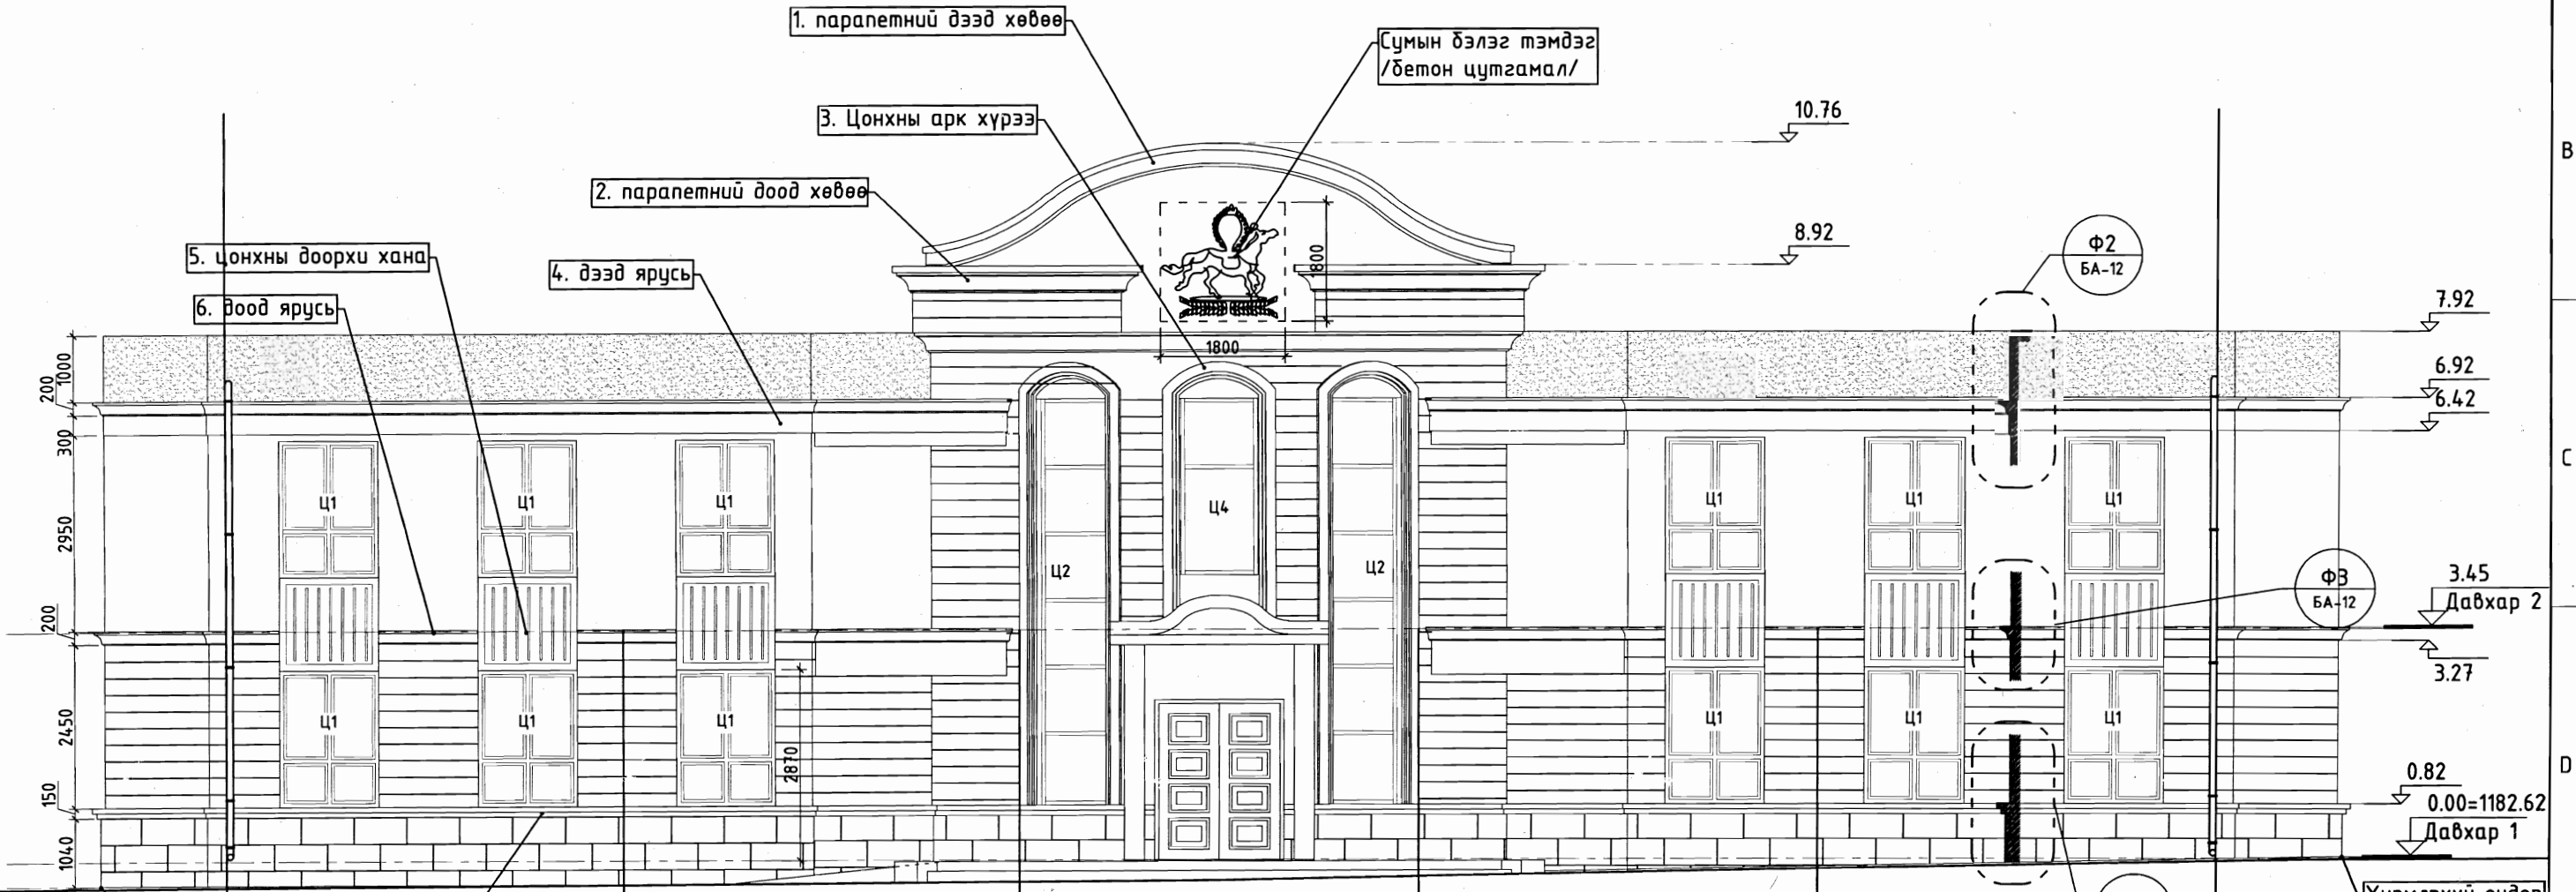 1. парапетний дээд хөвөө
Сумын бэлэг тэмдэг
/бетон цутгамал/
3. Цонхны арк хүрээ
10.76
B
2. парапетний доод хөвөө
8.92
Ф2
БА-12
5. цонхны доорхи хана
4. дээд ярусь
6. доод ярусь
1800
1800
7.92
6.92
6.42
1000
200
300
2950
200
2450
150
1040
C
Ц1
Ц1
Ц1
Ц4
Ц1
Ц1
Ц1
Ц2
Ц2
Ф3
БА-12
3.45
Давхар 2
3.27
Ц1
Ц1
Ц1
2870
Ц1
Ц1
Ц1
D
0.82
0.00=1182.62
Давхар 1